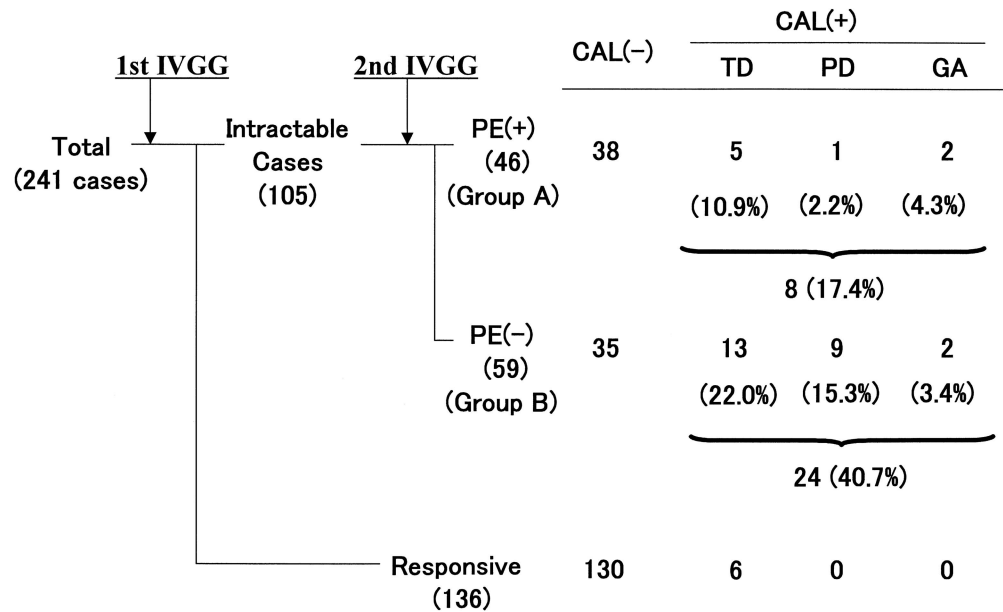 CAL(+)
CAL(−)
TD PD GA
1st IVGG 2nd IVGG
Total
(241 cases)
Intractable
Cases
(105)
PE(+)
(46)
(Group A)
38 5 1 2
(10.9%) (2.2%) (4.3%)
8 (17.4%)
PE(−)
(59)
(Group B)
35 13 9 2
(22.0%) (15.3%) (3.4%)
24 (40.7%)
Responsive
(136)
130 6 0 0